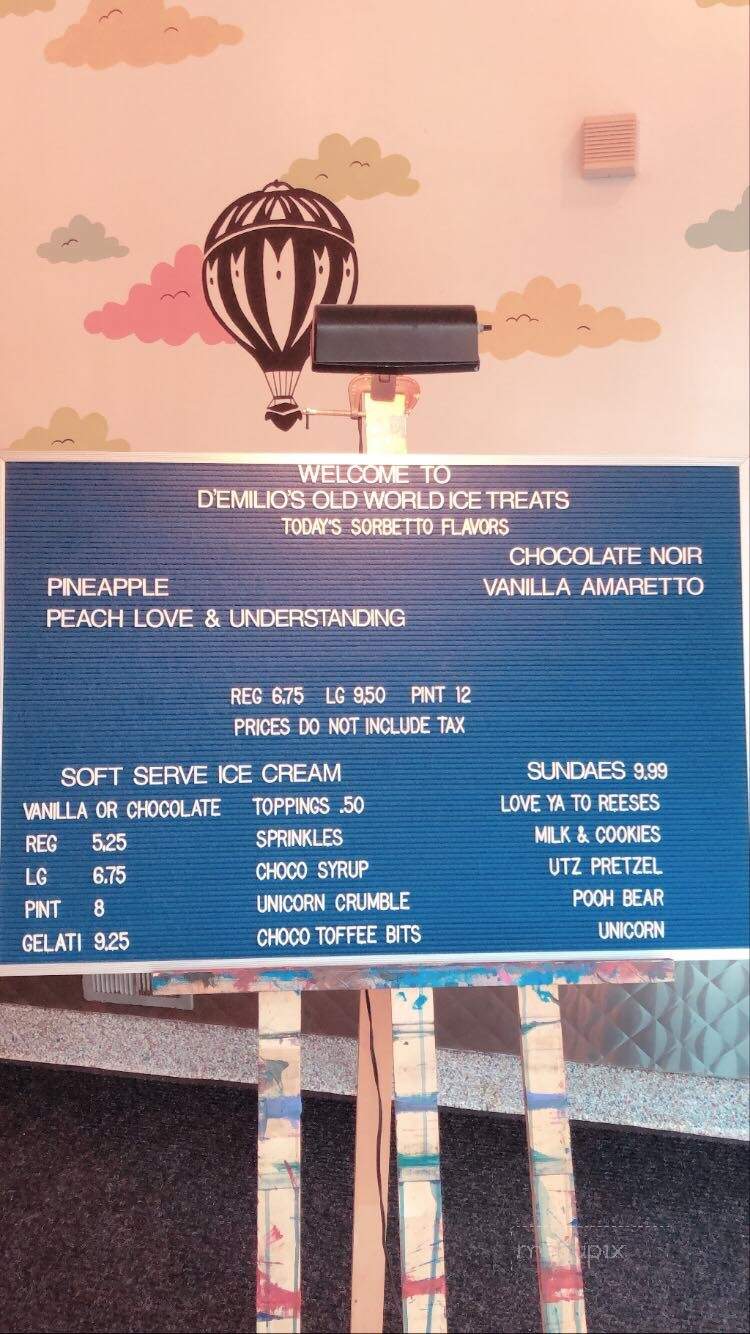 WELCOME TO
D'EMILIO'S OLD WORLD ICE TREATS
TODAY'S SORBETTO FLAVORS
CHOCOLATE NOIR
PINEAPPLE VANILLA AMARETTO
PEACH LOVE & UNDERSTANDING
REG 6.75 LG 9.50 PINT 12
PRICES DO NOT INCLUDE TAX
SOFT SERVE ICE CREAM
VANILLA OR CHOCOLATE TOPPINGS .50
REG 5.25 SPRINKLES
LG 6.75 CHOCO SYRUP
PINT 8 UNICORN CRUMBLE
GELATI 9.25 CHOCO TOFFEE BITS
SUNDAES 9.99
LOVE YA TO REESES
MILK & COOKIES
UTZ PRETZEL
POOH BEAR
UNICORN